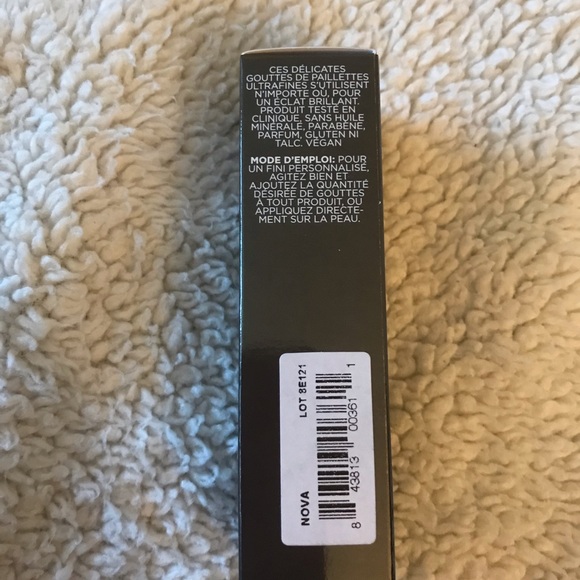 CES DÉLICATES
GOUTTES DE PAILLETTES
ULTRAFINES S'UTILISENT
N'IMPORTE OÙ, POUR
UN ÉCLAT BRILLANT.
PRODUIT TESTÉ EN
CLINIQUE, SANS HUILE
MINÉRALE, PARABÈNE,
PARFUM, GLUTEN NI
TALC. VÉGAN
MODE D'EMPLOI: POUR
UN FINI PERSONNALISÉ,
AGITEZ BIEN ET
AJOUTEZ LA QUANTITÉ
DÉSIRÉE DE GOUTTES
À TOUT PRODUIT, OU
APPLIQUEZ DIRECTE-
MENT SUR LA PEAU.
NOVA
LOT 8E121
8 43813 00361 1